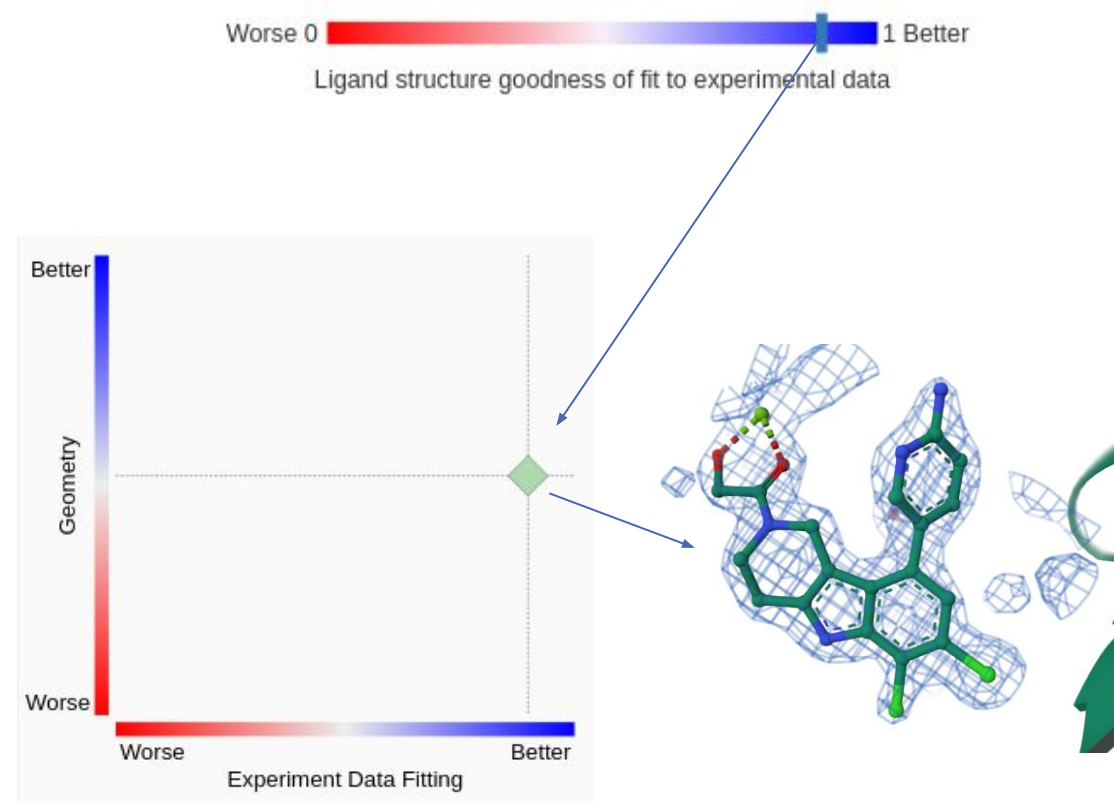 Worse 0
1 Better
Ligand structure goodness of fit to experimental data
Better
Geometry
Worse
Worse
Better
Experiment Data Fitting